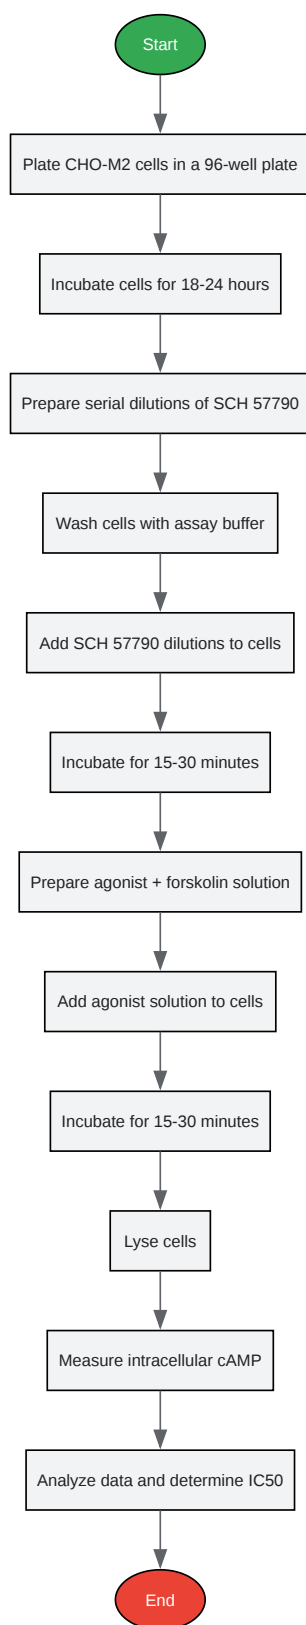 Start
Plate CHO-M2 cells in a 96-well plate
Incubate cells for 18-24 hours
Prepare serial dilutions of SCH 57790
Wash cells with assay buffer
Add SCH 57790 dilutions to cells
Incubate for 15-30 minutes
Prepare agonist + forskolin solution
Add agonist solution to cells
Incubate for 15-30 minutes
Lyse cells
Measure intracellular cAMP
Analyze data and determine IC50
End